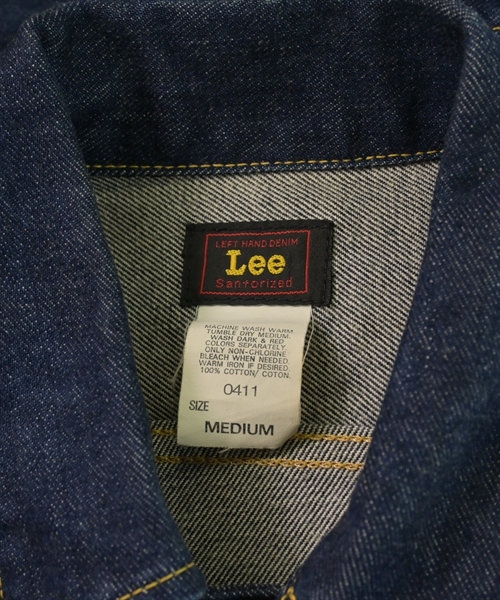 LEFT HAND DENIM
Lee
Sanforized
MACHINE WASH WARM
TUMBLE DRY MEDIUM.
WASH DARK & RED
COLORS SEPARATELY.
ONLY NON-CHLORINE
BLEACH WHEN NEEDED.
WARM IRON IF DESIRED.
100% COTTON/ COTON.
0411
SIZE
MEDIUM